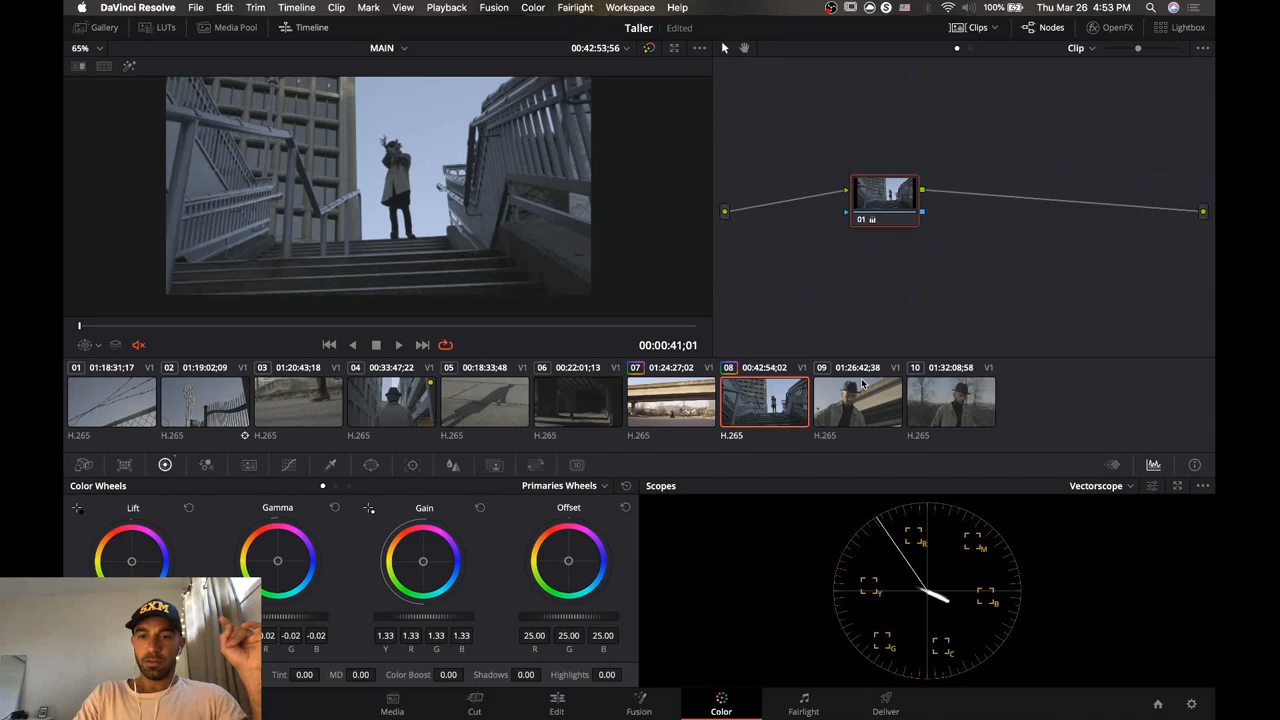 DaVinci Resolve File Edit Trim Timeline Clip Mark View Playback Fusion Color Fairlight Workspace Help 100% Thu Mar 26 4:53 PM
Gallery LUTs Media Pool Timeline Taller Edited Clips Nodes OpenFX Lightbox
65% MAIN 00:42:53;56 Clip
01
00:00:41;01
01 01:18:31;17 V1 02 01:19:02;09 V1 03 01:20:43;18 V1 04 00:33:47;22 V1 05 00:18:33;48 V1 06 00:22:01;13 V1 07 01:24:27;02 V1 08 00:42:54;02 V1 09 01:26:42;38 V1 10 01:32:08;58 V1
H.265 H.265 H.265 H.265 H.265 H.265 H.265 H.265 H.265 H.265
Color Wheels Primaries Wheels Scopes Vectorscope
Lift Gamma Gain Offset
R M Y B G C
SXM
-0.02 -0.02 -0.02 1.33 1.33 1.33 1.33 25.00 25.00 25.00
R G B Y R G B R G B
Tint 0.00 MD 0.00 Color Boost 0.00 Shadows 0.00 Highlights 0.00
Media Cut Edit Fusion Color Fairlight Deliver